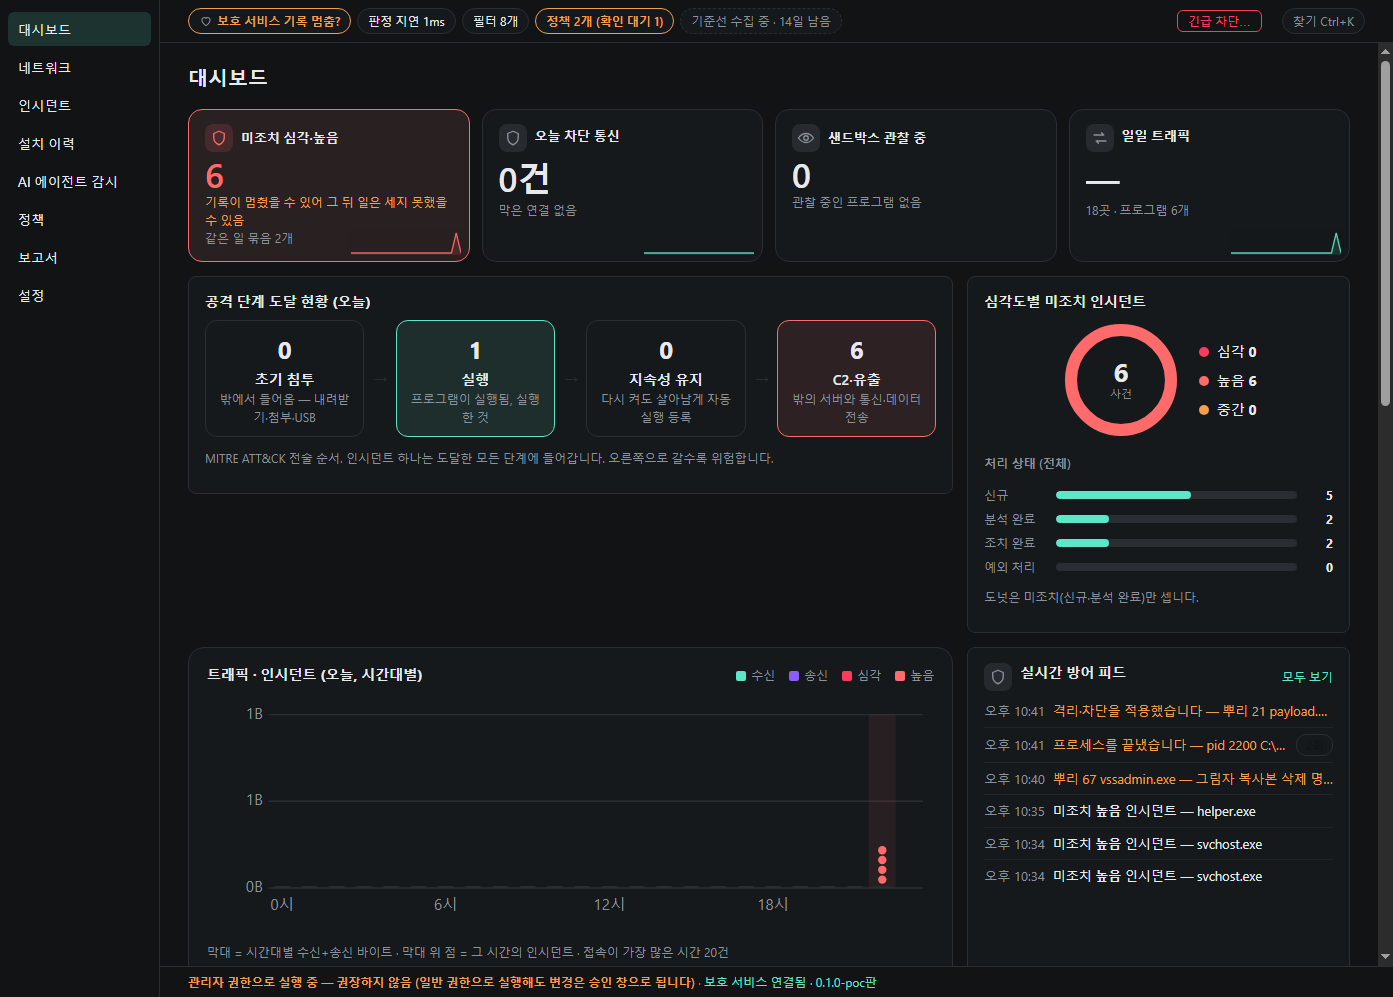 대시보드
네트워크
인시던트
설치 이력
AI 에이전트 감시
정책
보고서
설정
보호 서비스 기록 멈춤?
판정 지연 1ms
필터 8개
정책 2개 (확인 대기 1)
기준선 수집 중 · 14일 남음
긴급 차단...
찾기 Ctrl+K
대시보드
미조치 심각·높음
6
기록이 멈췄을 수 있어 그 뒤 일은 세지 못했을
수 있음
같은 일 묶음 2개
오늘 차단 통신
0건
막은 연결 없음
샌드박스 관찰 중
0
관찰 중인 프로그램 없음
일일 트래픽
—
18곳 · 프로그램 6개
공격 단계 도달 현황 (오늘)
0
초기 침투
밖에서 들어옴 — 내려받
기·첨부·USB
→
1
실행
프로그램이 실행됨, 실행
한 것
→
0
지속성 유지
다시 켜도 살아남게 자동
실행 등록
→
6
C2·유출
밖의 서버와 통신·데이터
전송
MITRE ATT&CK 전술 순서. 인시던트 하나는 도달한 모든 단계에 들어갑니다. 오른쪽으로 갈수록 위험합니다.
심각도별 미조치 인시던트
6
사건
심각 0
높음 6
중간 0
처리 상태 (전체)
신규 5
분석 완료 2
조치 완료 2
예외 처리 0
도넛은 미조치(신규·분석 완료)만 셉니다.
트래픽 · 인시던트 (오늘, 시간대별)
수신 송신 심각 높음
1B
1B
0B
0시 6시 12시 18시
막대 = 시간대별 수신+송신 바이트 · 막대 위 점 = 그 시간의 인시던트 · 접속이 가장 많은 시간 20건
실시간 방어 피드
모두 보기
오후 10:41 격리·차단을 적용했습니다 — 뿌리 21 payload....
오후 10:41 프로세스를 끝냈습니다 — pid 2200 C:\...
오후 10:40 뿌리 67 vssadmin.exe — 그림자 복사본 삭제 명...
오후 10:35 미조치 높음 인시던트 — helper.exe
오후 10:34 미조치 높음 인시던트 — svchost.exe
오후 10:34 미조치 높음 인시던트 — svchost.exe
관리자 권한으로 실행 중 — 권장하지 않음 (일반 권한으로 실행해도 변경은 승인 창으로 됩니다) · 보호 서비스 연결됨 · 0.1.0-poc판